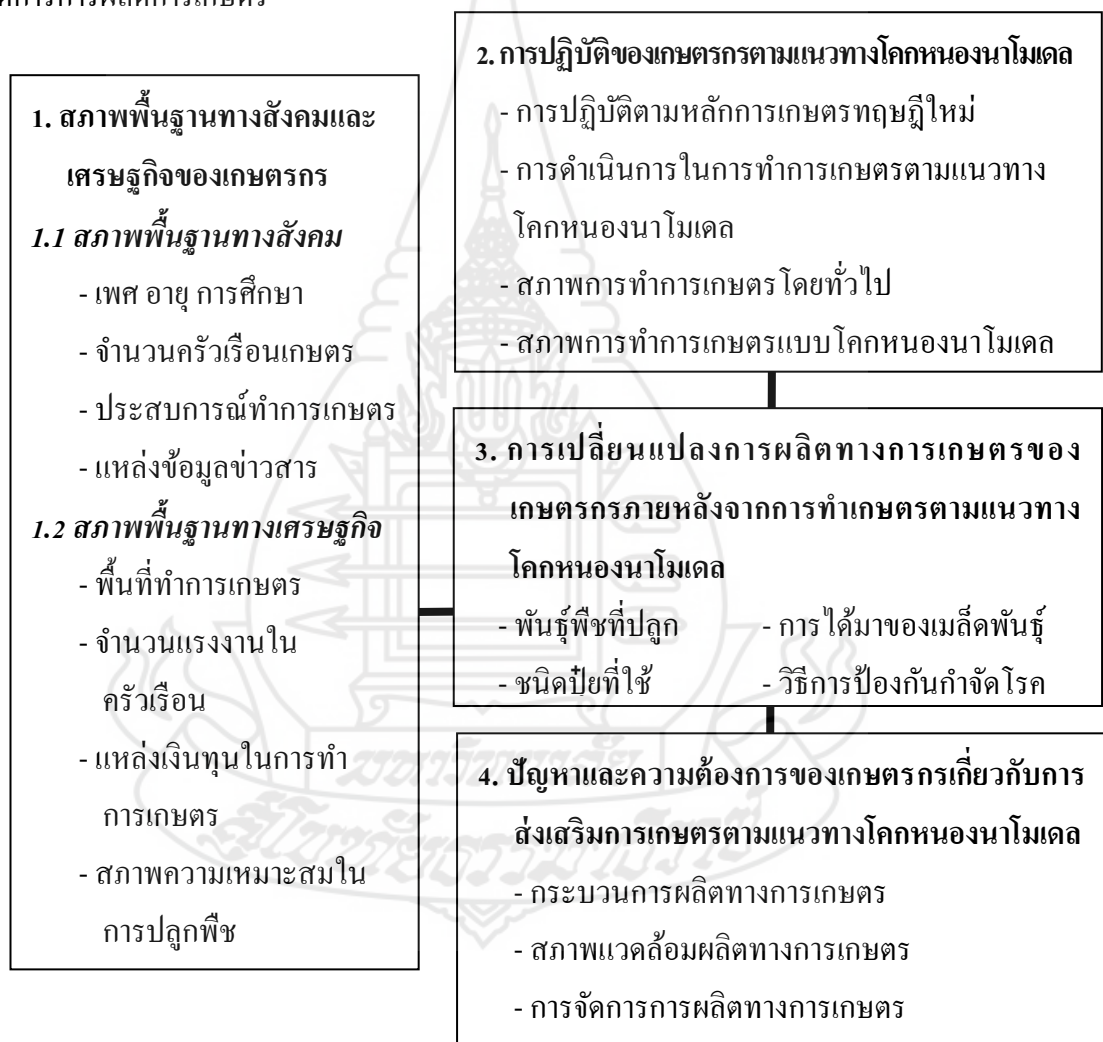 1. สภาพพื้นฐานทางสังคมและ
เศรษฐกิจของเกษตรกร
1.1 สภาพพื้นฐานทางสังคม
- เพศ อายุ การศึกษา
- จำนวนครัวเรือนเกษตร
- ประสบการณ์ทำการเกษตร
- แหล่งข้อมูลข่าวสาร
1.2 สภาพพื้นฐานทางเศรษฐกิจ
- พื้นที่ทำการเกษตร
- จำนวนแรงงานใน
ครัวเรือน
- แหล่งเงินทุนในการทำ
การเกษตร
- สภาพความเหมาะสมใน
การปลูกพืช
2. การปฏิบัติของเกษตรกรตามแนวทางโคกหนองนาโมเดล
- การปฏิบัติตามหลักการเกษตรทฤษฎีใหม่
- การดำเนินการในการทำการเกษตรตามแนวทาง
โคกหนองนาโมเดล
- สภาพการทำการเกษตรโดยทั่วไป
- สภาพการทำการเกษตรแบบโคกหนองนาโมเดล
3. การเปลี่ยนแปลงการผลิตทางการเกษตรของ
เกษตรกรภายหลังจากการทำเกษตรตามแนวทาง
โคกหนองนาโมเดล
- พันธุ์พืชที่ปลูก - การได้มาของเมล็ดพันธุ์
- ชนิดปุ๋ยที่ใช้ - วิธีการป้องกันกำจัดโรค
4. ปัญหาและความต้องการของเกษตรกรเกี่ยวกับการ
ส่งเสริมการเกษตรตามแนวทางโคกหนองนาโมเดล
- กระบวนการผลิตทางการเกษตร
- สภาพแวดล้อมผลิตทางการเกษตร
- การจัดการการผลิตทางการเกษตร